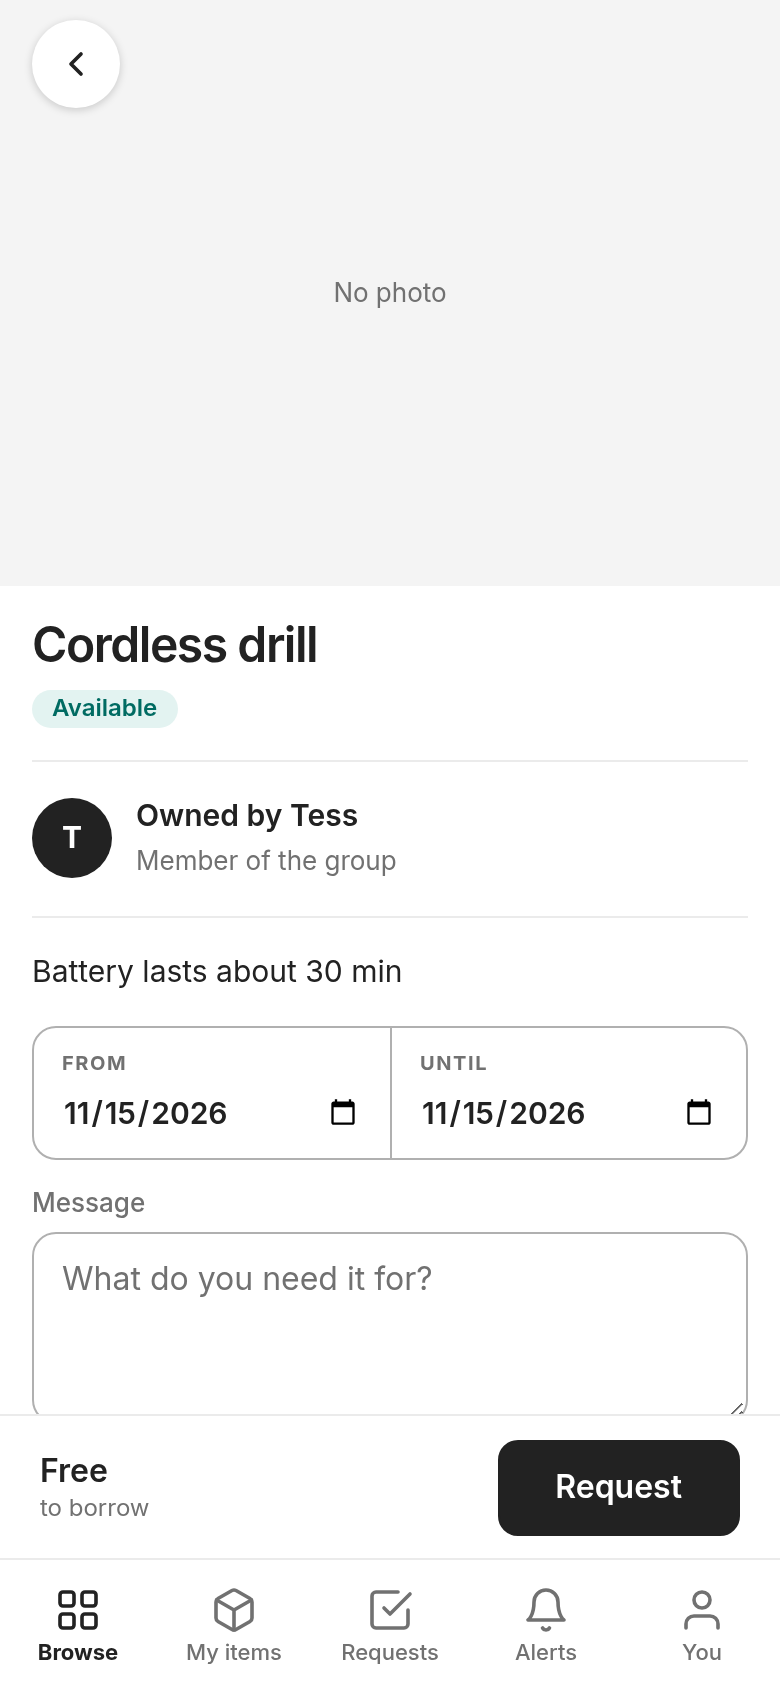 No photo
Cordless drill
Available
T
Owned by Tess
Member of the group
Battery lasts about 30 min
FROM
11/15/2026
UNTIL
11/15/2026
Message
What do you need it for?
Free
to borrow
Request
Browse
My items
Requests
Alerts
You